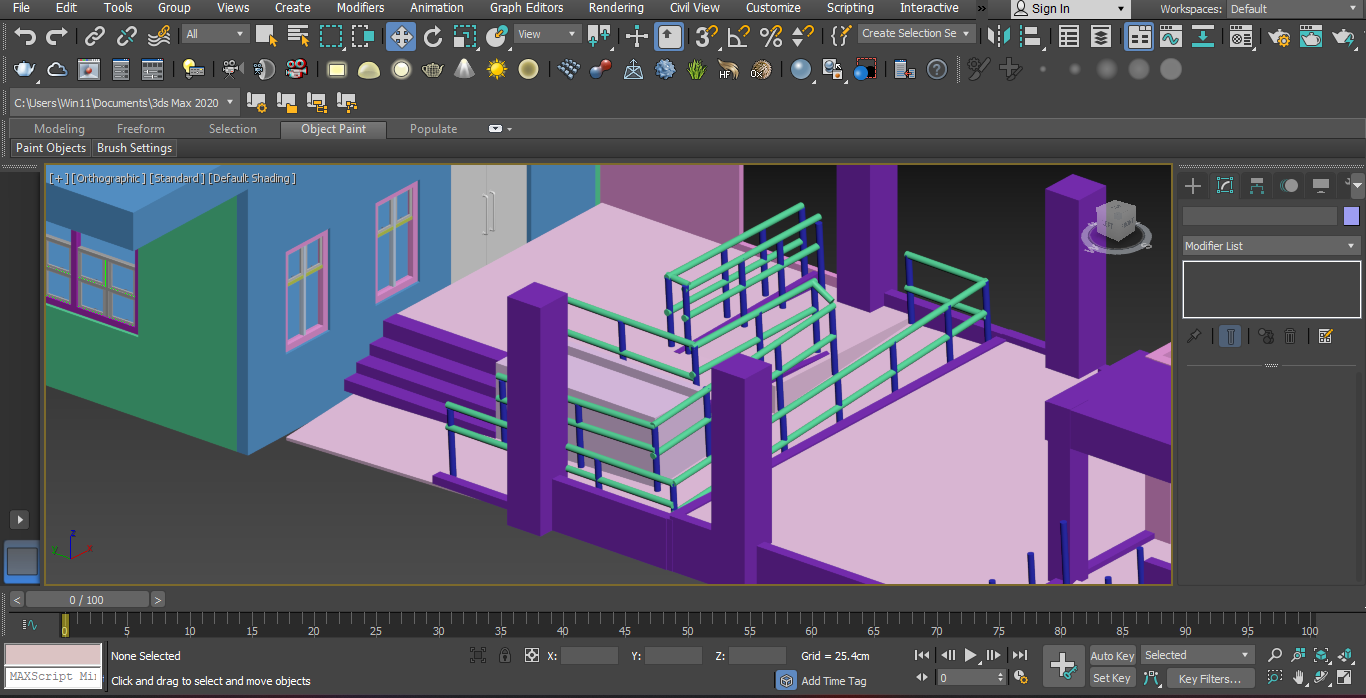 File Edit Tools Group Views Create Modifiers Animation Graph Editors Rendering Civil View Customize Scripting Interactive » Sign In Workspaces: Default
All View Create Selection Se
C:\Users\Win11\Documents\3ds Max 2020
Modeling Freeform Selection Object Paint Populate
Paint Objects Brush Settings
[+] [Orthographic] [Standard] [Default Shading]
Modifier List
z
y x
< 0 / 100 >
0 5 10 15 20 25 30 35 40 45 50 55 60 65 70 75 80 85 90 95 100
None Selected X: Y: Z: Grid = 25.4cm Auto Key Selected
MAXScript Mi
Click and drag to select and move objects Add Time Tag 0 Set Key Key Filters...